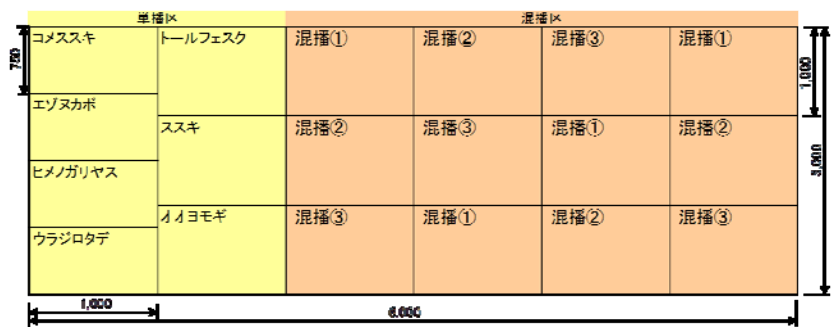 単播区 混播区
コメススキ トールフェスク 混播① 混播② 混播③ 混播①
750
1,000
エゾヌカボ
ススキ 混播② 混播③ 混播① 混播②
3,000
ヒメノガリヤス
オオヨモギ 混播③ 混播① 混播② 混播③
ウラジロタデ
1,000
6,000